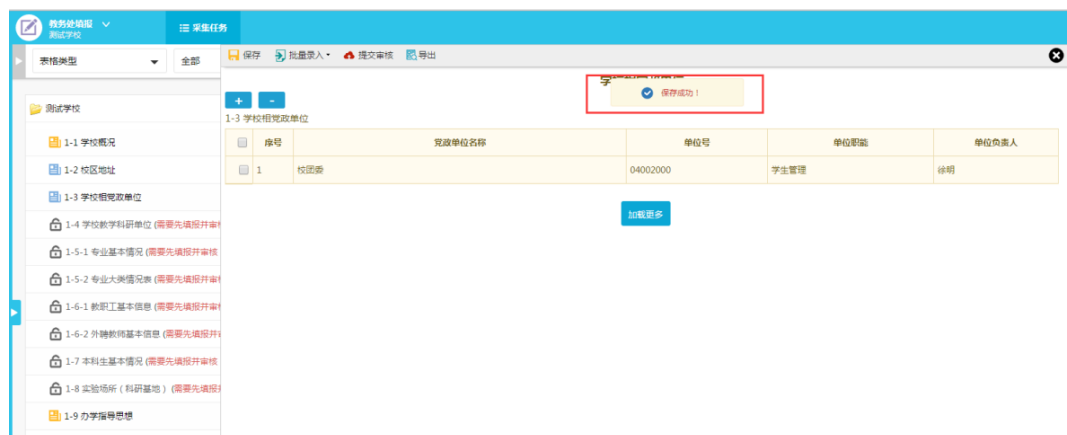 教务处填报
测试学校
采集任务
表格类型
全部
保存
批量录入
提交审核
导出
保存成功！
测试学校
1-1 学校概况
1-2 校区地址
1-3 学校相党政单位
1-4 学校教学科研单位 (需要先填报并审
1-5-1 专业基本情况 (需要先填报并审核
1-5-2 专业大类情况表 (需要先填报并审
1-6-1 教职工基本信息 (需要先填报并审
1-6-2 外聘教师基本信息 (需要先填报并
1-7 本科生基本情况 (需要先填报并审核
1-8 实验场所 ( 科研基地 ) (需要先填报
1-9 办学指导思想
+ -
1-3 学校相党政单位
序号 党政单位名称 单位号 单位职能 单位负责人
1 校团委 04002000 学生管理 徐明
加载更多